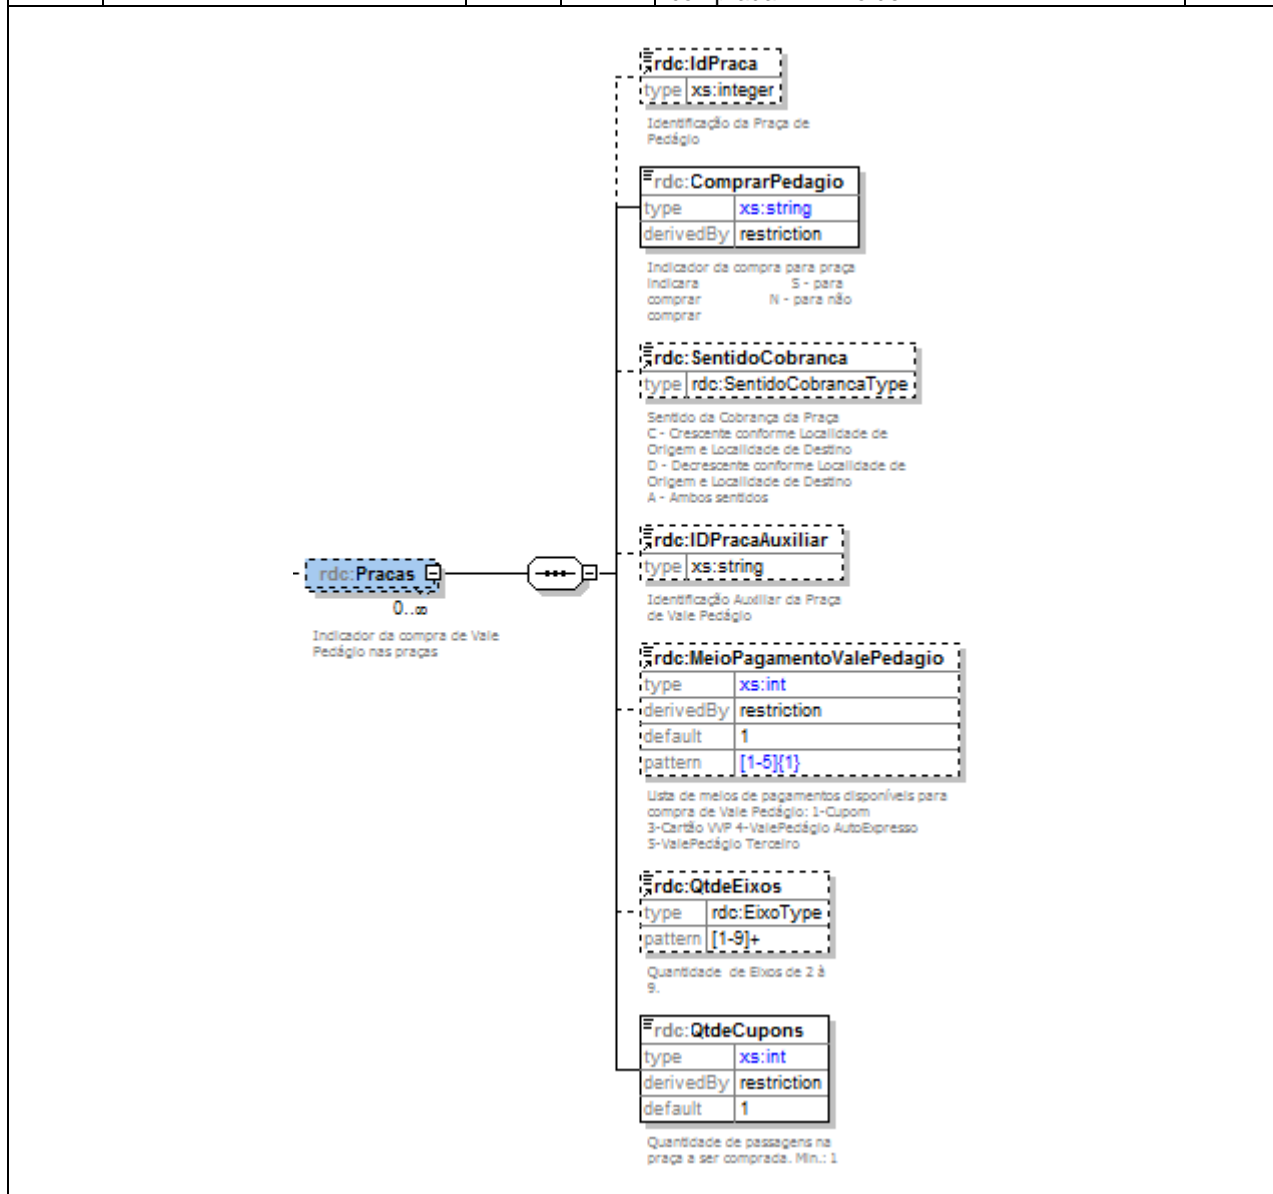 rdc:IdPraca
type xs:integer
Identificação da Praça de
Pedágio
rdc:ComprarPedagio
type xs:string
derivedBy restriction
Indicador da compra para praça
indicara S - para
comprar N - para não
comprar
rdc:SentidoCobranca
type rdc:SentidoCobrancaType
Sentido da Cobrança da Praça
C - Crescente conforme Localidade de
Origem e Localidade de Destino
D - Decrescente conforme Localidade de
Origem e Localidade de Destino
A - Ambos sentidos
rdc:IDPracaAuxiliar
type xs:string
Identificação Auxiliar da Praça
de Vale Pedágio
rdc:Pracas
0..∞
Indicador da compra de Vale
Pedágio nas praças
rdc:MeioPagamentoValePedagio
type xs:int
derivedBy restriction
default 1
pattern [1-5]{1}
Lista de meios de pagamentos disponíveis para
compra de Vale Pedágio: 1-Cupom
3-Cartão VVP 4-ValePedágio AutoExpresso
5-ValePedágio Terceiro
rdc:QtdeEixos
type rdc:EixoType
pattern [1-9]+
Quantidade de Eixos de 2 à
9.
rdc:QtdeCupons
type xs:int
derivedBy restriction
default 1
Quantidade de passagens na
praça a ser comprada. Min.: 1